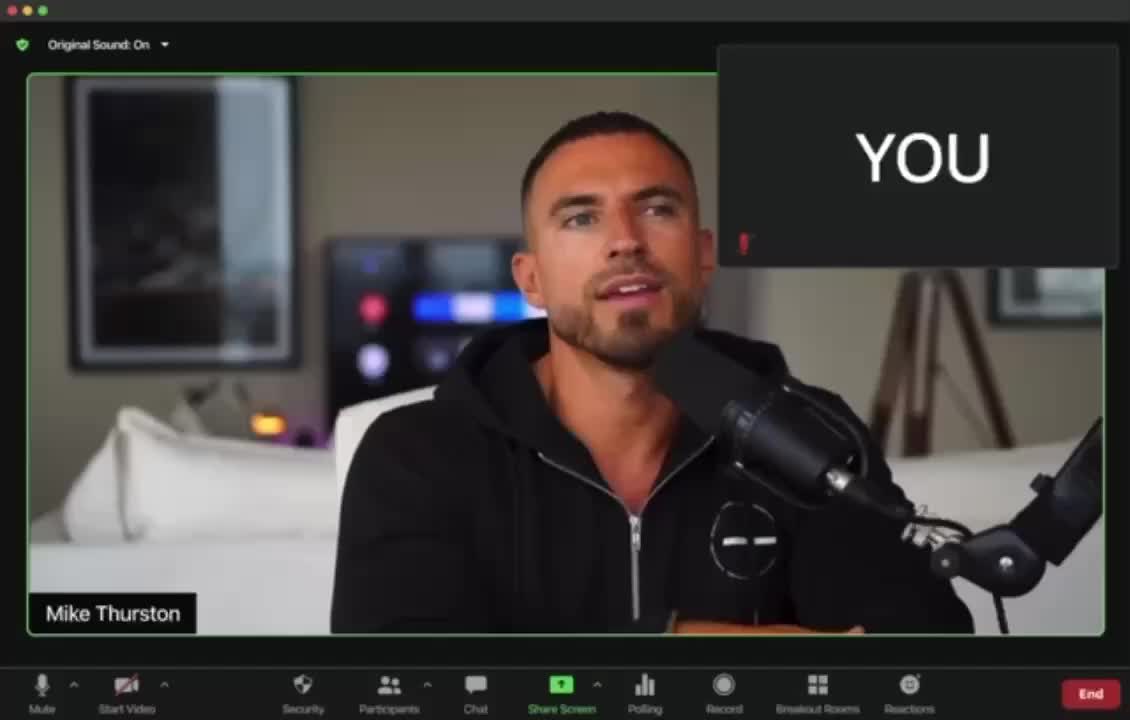 Original Sound: On
YOU
Mike Thurston
Mute
Start Video
Security
Participants
Chat
Share Screen
Polling
Record
Breakout Rooms
Reactions
End